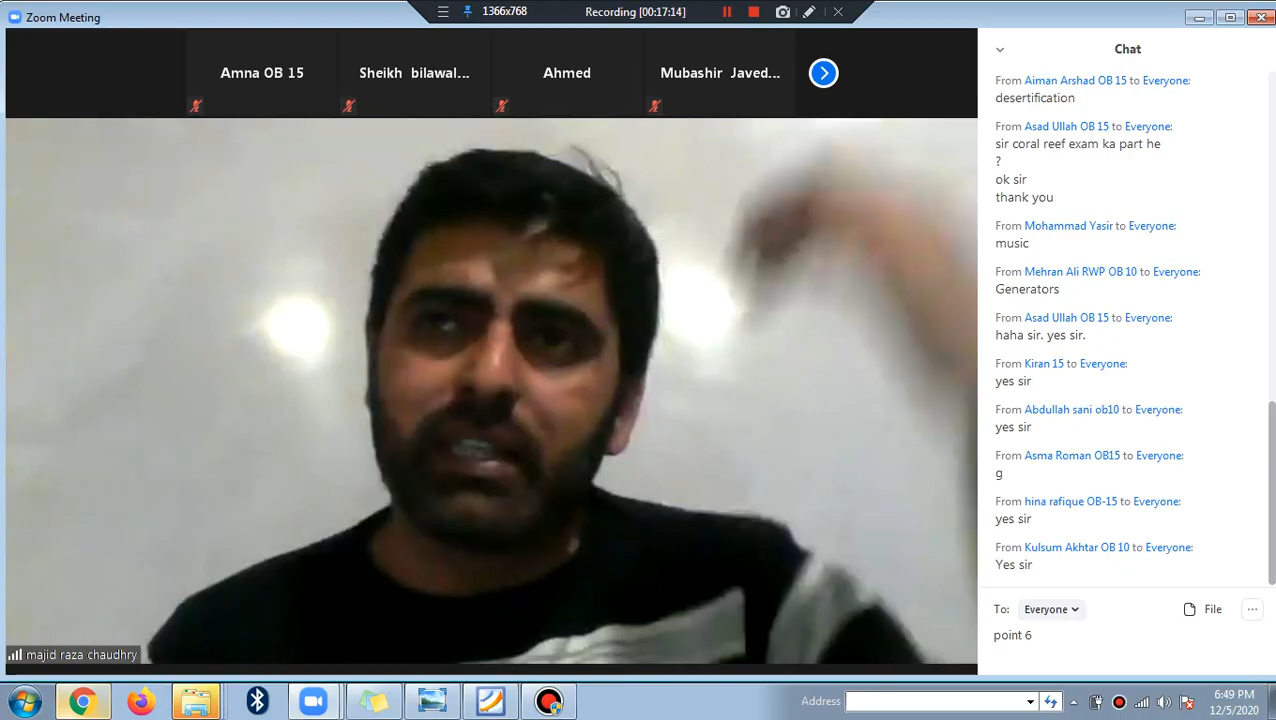 Zoom Meeting
1366x768
Recording [00:17:14]
Amna OB 15
Sheikh bilawal...
Ahmed
Mubashir Javed...
majid raza chaudhry
Chat
From Aiman Arshad OB 15 to Everyone:
desertification
From Asad Ullah OB 15 to Everyone:
sir coral reef exam ka part he
?
ok sir
thank you
From Mohammad Yasir to Everyone:
music
From Mehran Ali RWP OB 10 to Everyone:
Generators
From Asad Ullah OB 15 to Everyone:
haha sir. yes sir.
From Kiran 15 to Everyone:
yes sir
From Abdullah sani ob10 to Everyone:
yes sir
From Asma Roman OB15 to Everyone:
g
From hina rafique OB-15 to Everyone:
yes sir
From Kulsum Akhtar OB 10 to Everyone:
Yes sir
To: Everyone
File
point 6
Address
6:49 PM
12/5/2020